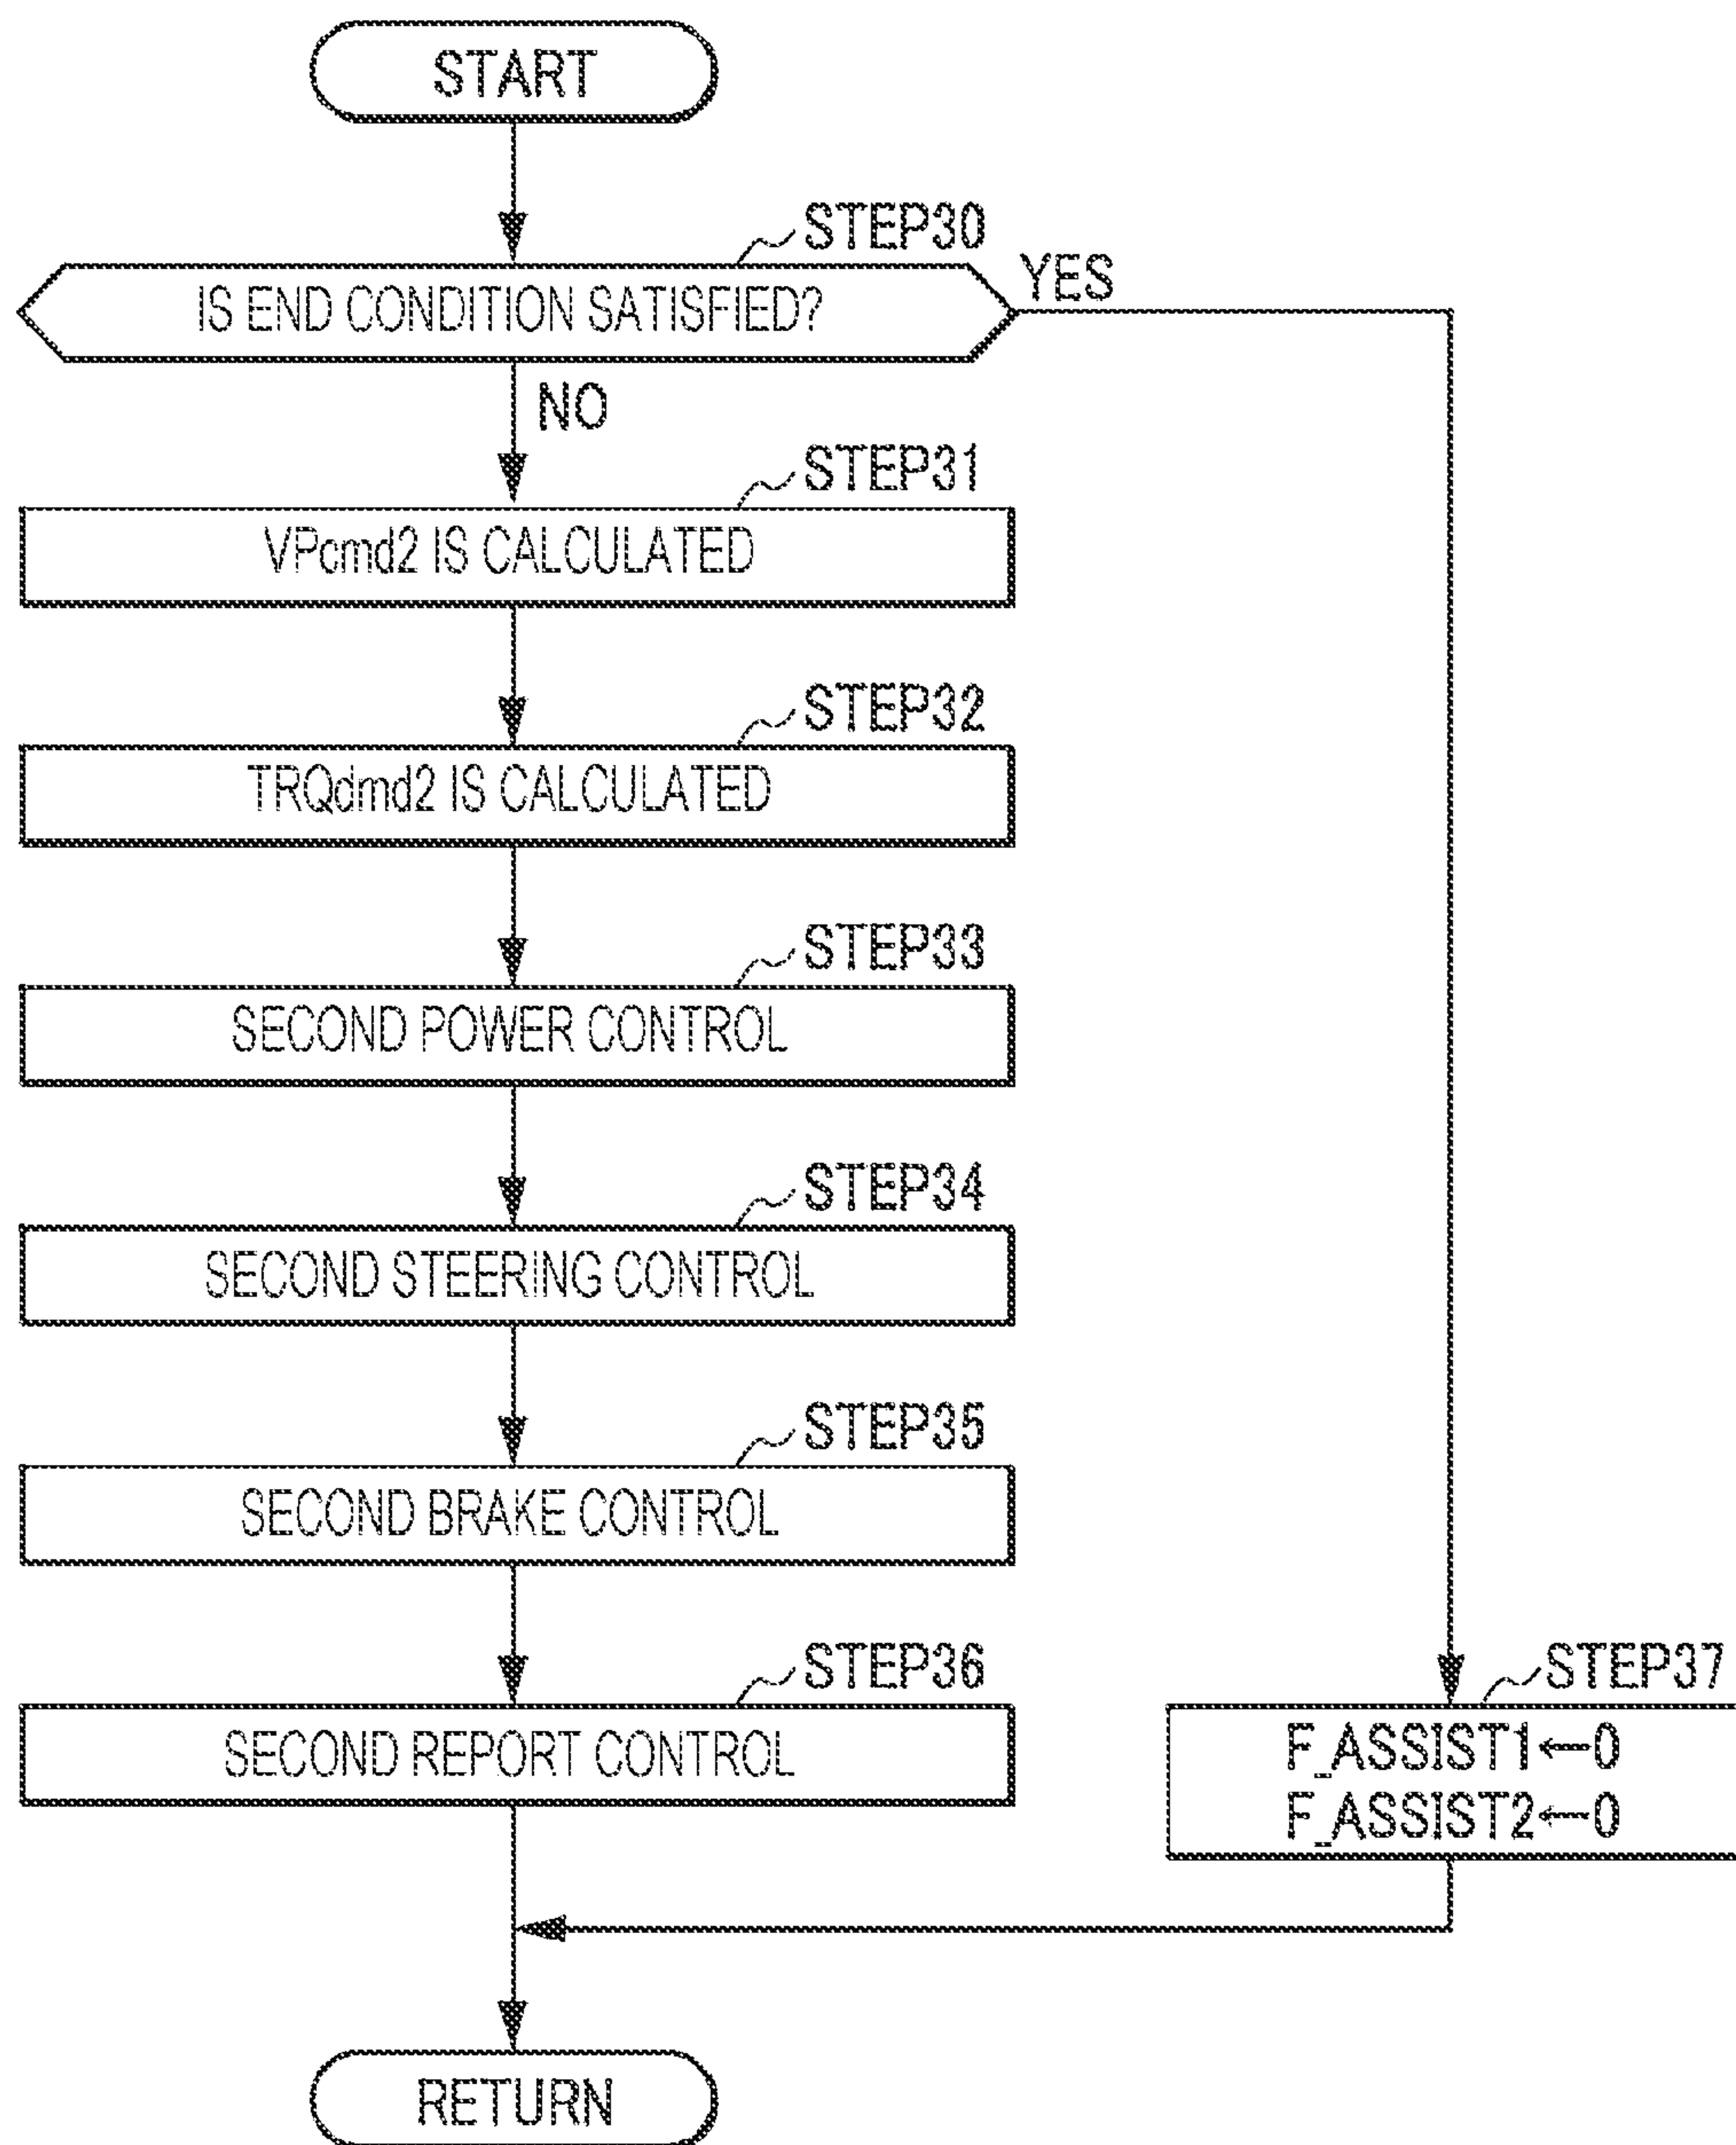 START
STEP30
IS END CONDITION SATISFIED?
YES
NO
STEP31
VPcmd2 IS CALCULATED
STEP32
TRQdmd2 IS CALCULATED
STEP33
SECOND POWER CONTROL
STEP34
SECOND STEERING CONTROL
STEP35
SECOND BRAKE CONTROL
STEP36
SECOND REPORT CONTROL
STEP37
F_ASSIST1←0
F_ASSIST2←0
RETURN